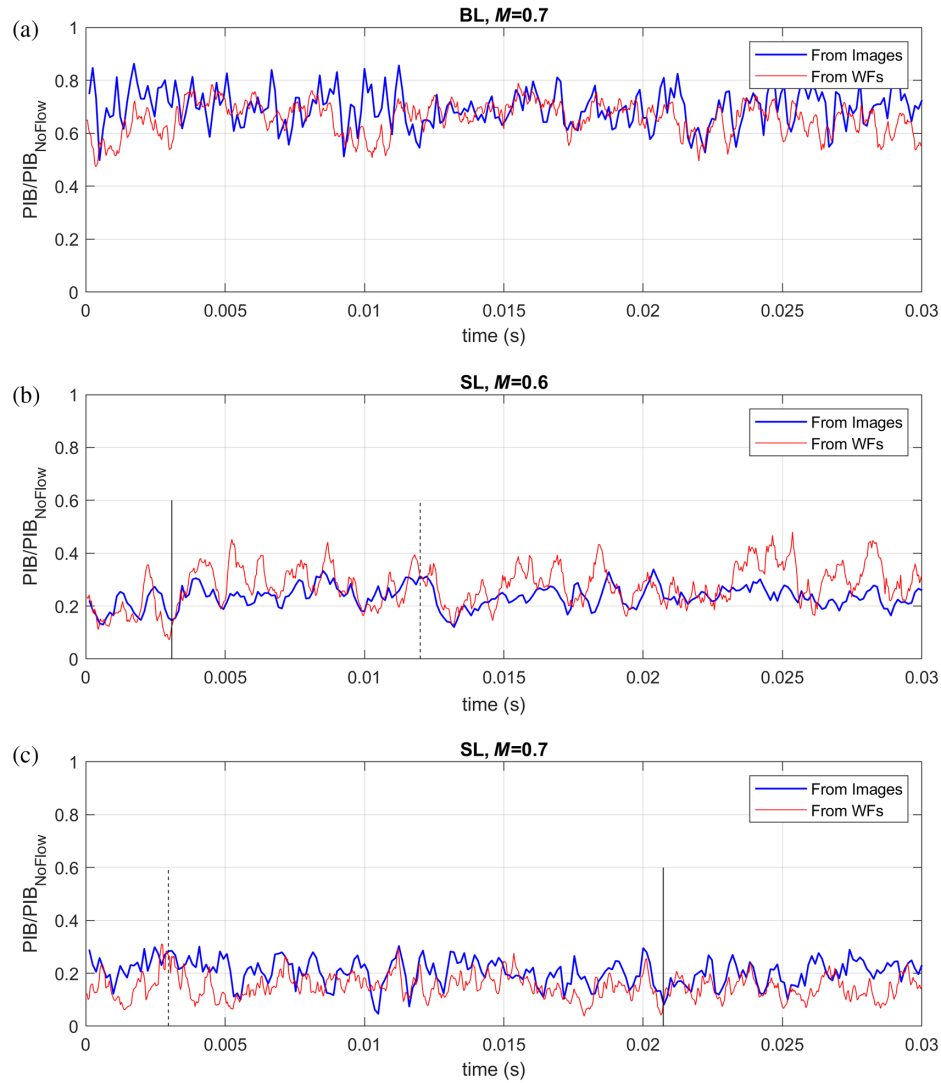 (a)
BL, M=0.7
PIB/PIB_NoFlow
1
0.8
0.6
0.4
0.2
0
From Images
From WFs
0 0.005 0.01 0.015 0.02 0.025 0.03
time (s)
(b)
SL, M=0.6
PIB/PIB_NoFlow
1
0.8
0.6
0.4
0.2
0
From Images
From WFs
0 0.005 0.01 0.015 0.02 0.025 0.03
time (s)
(c)
SL, M=0.7
PIB/PIB_NoFlow
1
0.8
0.6
0.4
0.2
0
From Images
From WFs
0 0.005 0.01 0.015 0.02 0.025 0.03
time (s)